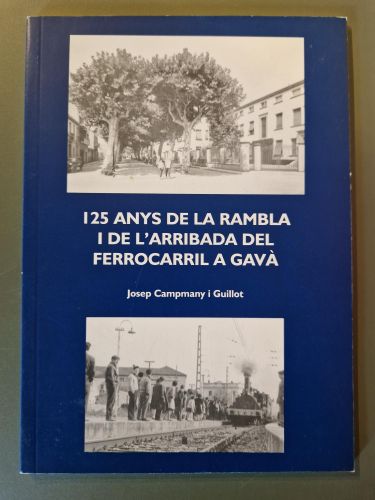 125 ANYS DE LA RAMBLA
I DE L'ARRIBADA DEL
FERROCARRIL A GAVÀ
Josep Campmany i Guillot